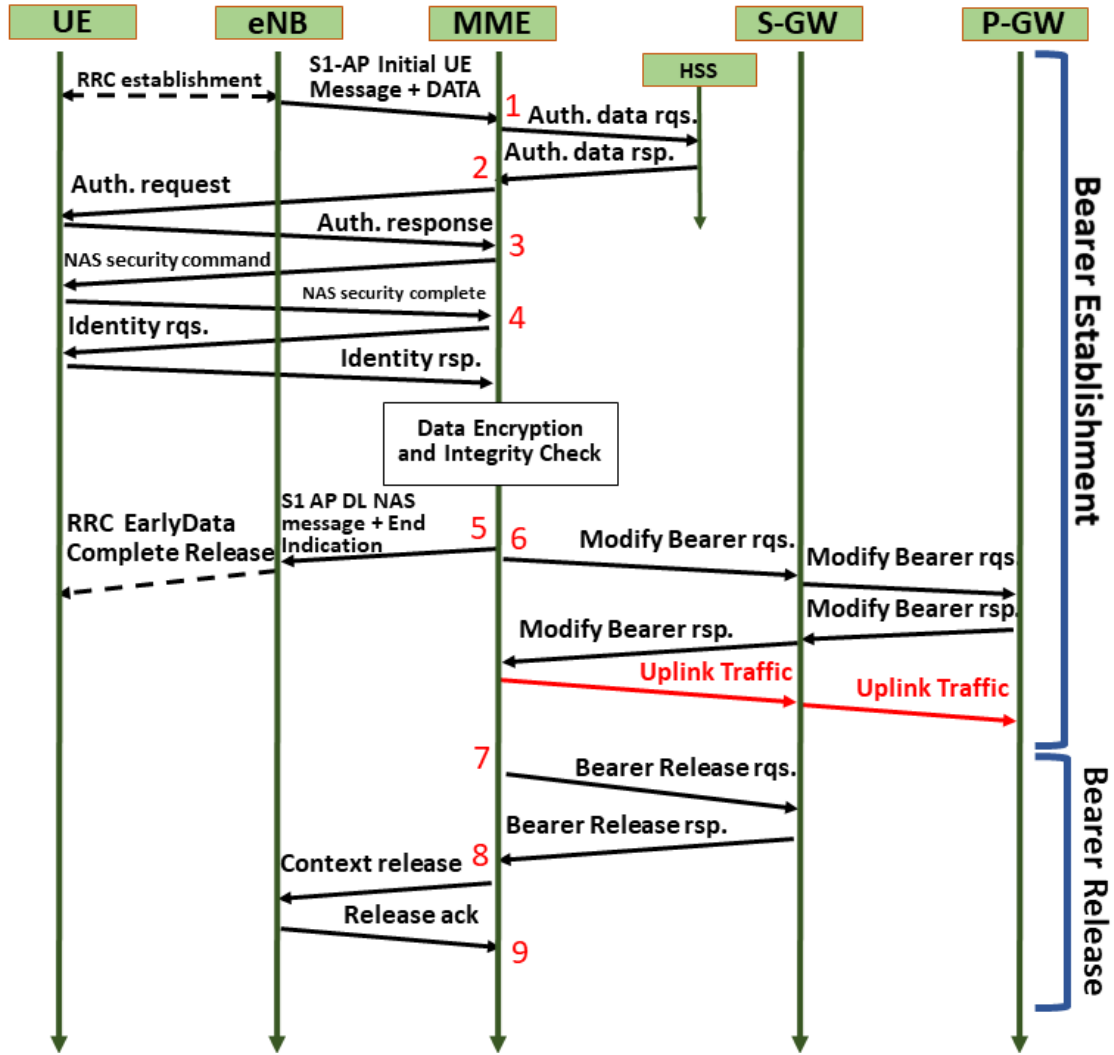 UE
eNB
MME
S-GW
P-GW
HSS
RRC establishment
S1-AP Initial UE
Message + DATA
1
Auth. data rqs.
Auth. data rsp.
2
Auth. request
Auth. response
3
NAS security command
NAS security complete
4
Identity rqs.
Identity rsp.
Data Encryption
and Integrity Check
S1 AP DL NAS
message + End
Indication
RRC EarlyData
Complete Release
5
6
Modify Bearer rqs.
Modify Bearer rqs.
Modify Bearer rsp.
Modify Bearer rsp.
Uplink Traffic
Uplink Traffic
Bearer Establishment
7
Bearer Release rqs.
Bearer Release rsp.
8
Context release
Release ack
9
Bearer Release